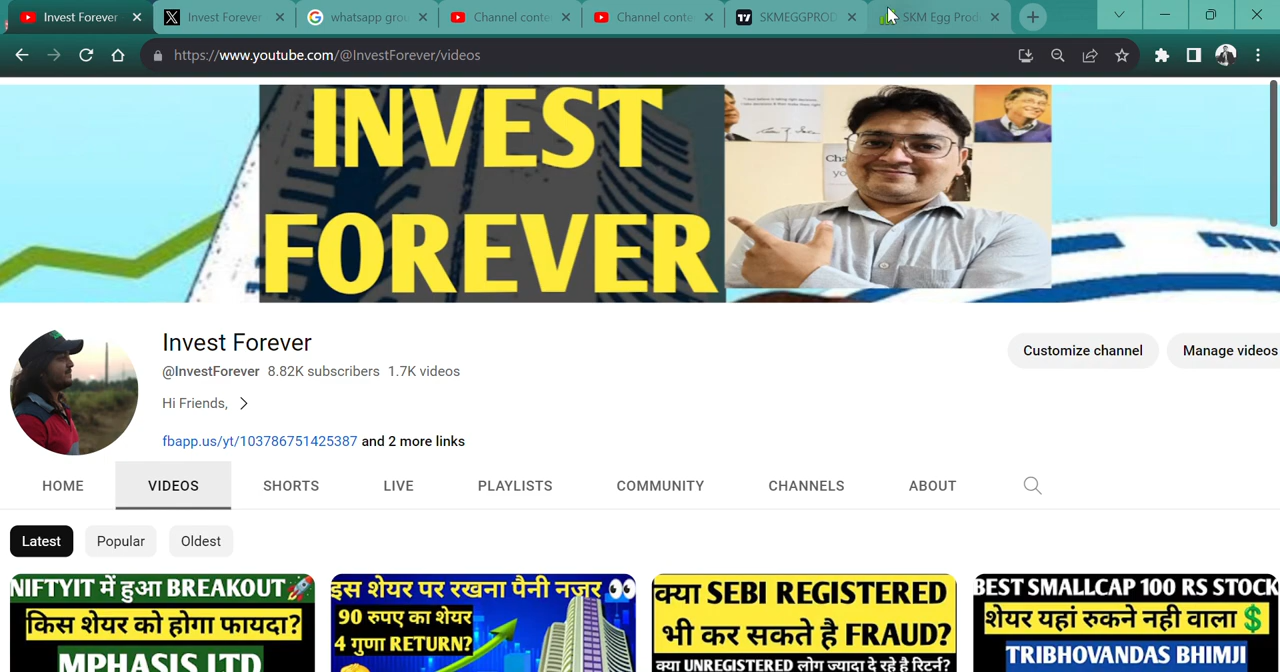 Invest Forever
Invest Forever
whatsapp grou
Channel conte
Channel conte
SKMEGGPROD
SKM Egg Prod
https://www.youtube.com/@InvestForever/videos
INVEST
FOREVER
Invest Forever
@InvestForever 8.82K subscribers 1.7K videos
Hi Friends,
fbapp.us/yt/103786751425387 and 2 more links
Customize channel
Manage videos
HOME VIDEOS SHORTS LIVE PLAYLISTS COMMUNITY CHANNELS ABOUT
Latest Popular Oldest
NIFTYIT में हुआ BREAKOUT🚀
किस शेयर को होगा फायदा?
MPHASIS LTD
इस शेयर पर रखना पैनी नज़र 👀
90 रुपए का शेयर
4 गुणा RETURN?
क्या SEBI REGISTERED
भी कर सकते है FRAUD?
क्या UNREGISTERED लोग ज्यादा दे रहे है रिटर्न?
BEST SMALLCAP 100 RS STOCK
शेयर यहां रुकने नही वाला 💲
TRIBHOVANDAS BHIMJI